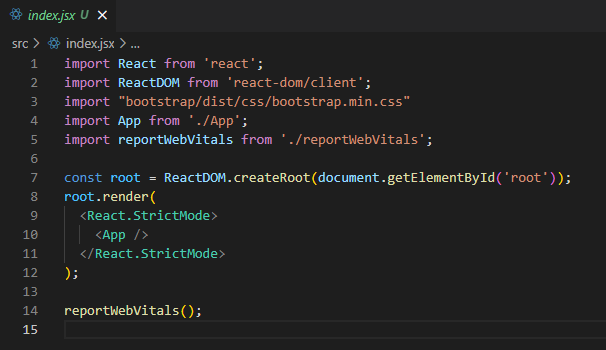 index.jsx U ×
src > index.jsx > ...
1 import React from 'react';
2 import ReactDOM from 'react-dom/client';
3 import "bootstrap/dist/css/bootstrap.min.css"
4 import App from './App';
5 import reportWebVitals from './reportWebVitals';
6
7 const root = ReactDOM.createRoot(document.getElementById('root'));
8 root.render(
9   <React.StrictMode>
10     <App />
11   </React.StrictMode>
12 );
13
14 reportWebVitals();
15